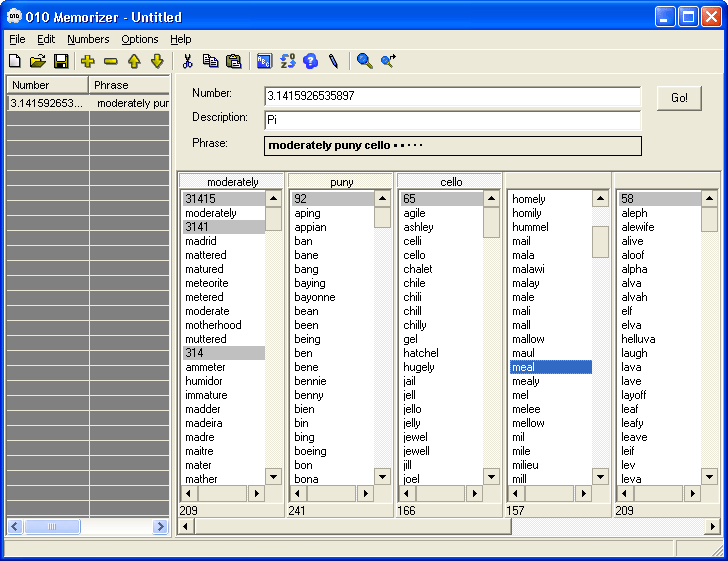 010 Memorizer - Untitled
File Edit Numbers Options Help
Number Phrase
3.141592653... moderately pur
Number: 3.1415926535897 Go!
Description: Pi
Phrase: moderately puny cello • • • • •
moderately puny cello
31415 92 65 homely 58
moderately aping agile homily aleph
3141 appian ashley hummel alewife
madrid ban celli mail alive
mattered bane cello mala aloof
matured bang chalet malawi alpha
meteorite baying chile malay alva
metered bayonne chili male alvah
moderate bean chill mali elf
motherhood been chilly mall elva
muttered being gel mallow helluva
314 ben hatchel maul laugh
ammeter bene hugely meal lava
humidor bennie jail mealy lave
immature benny jell mel layoff
madder bien jello melee leaf
madeira bin jelly mellow leafy
madre bing jewel mil leave
maitre boeing jewell mile leif
mater bon jill milieu lev
mather bona joel mill leva
209 241 166 157 209